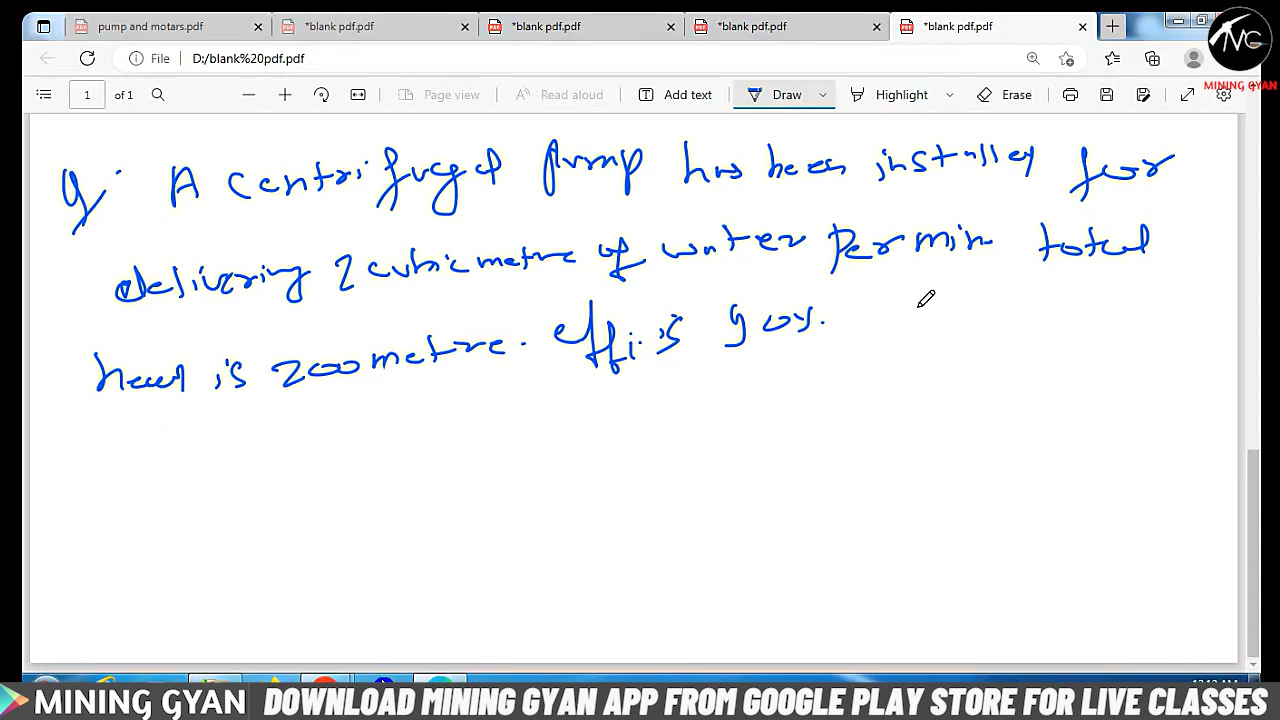 pump and motars.pdf
*blank pdf.pdf
*blank pdf.pdf
*blank pdf.pdf
*blank pdf.pdf
File D:/blank%20pdf.pdf
1 of 1 Page view Read aloud Add text Draw Highlight Erase
TVG
MINING GYAN
Q. A centrifugal pump has been installed for
delivering 2 cubic metre of water per min total
head is 200 metre. effi. is 90%.
MINING GYAN DOWNLOAD MINING GYAN APP FROM GOOGLE PLAY STORE FOR LIVE CLASSES